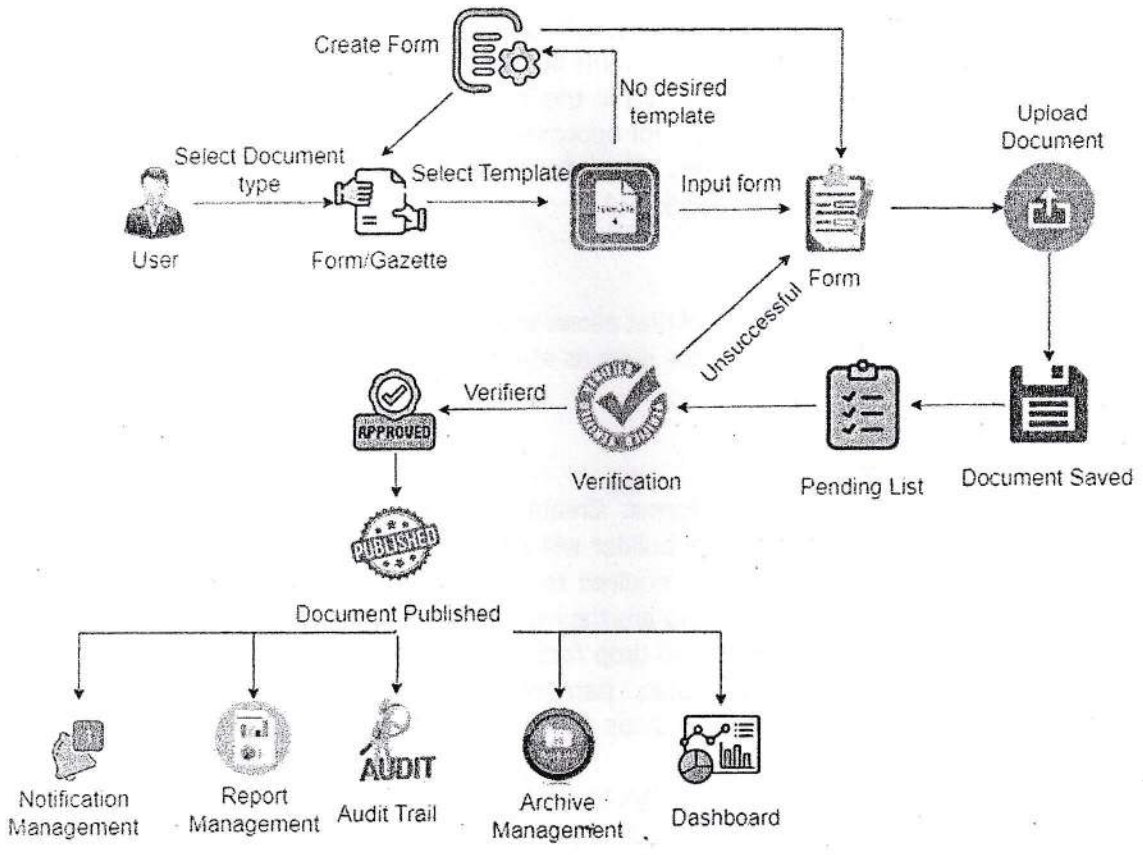 Create Form
No desired
template
Upload
Document
Select Document
type
Select Template
TEMPLATE
Input form
User
Form/Gazette
Form
Unsuccessful
Verifierd
APPROVED
Verification
Pending List
Document Saved
PUBLISHED
Document Published
AUDIT
Notification
Management
Report
Management
Audit Trail
Archive
Management
Dashboard